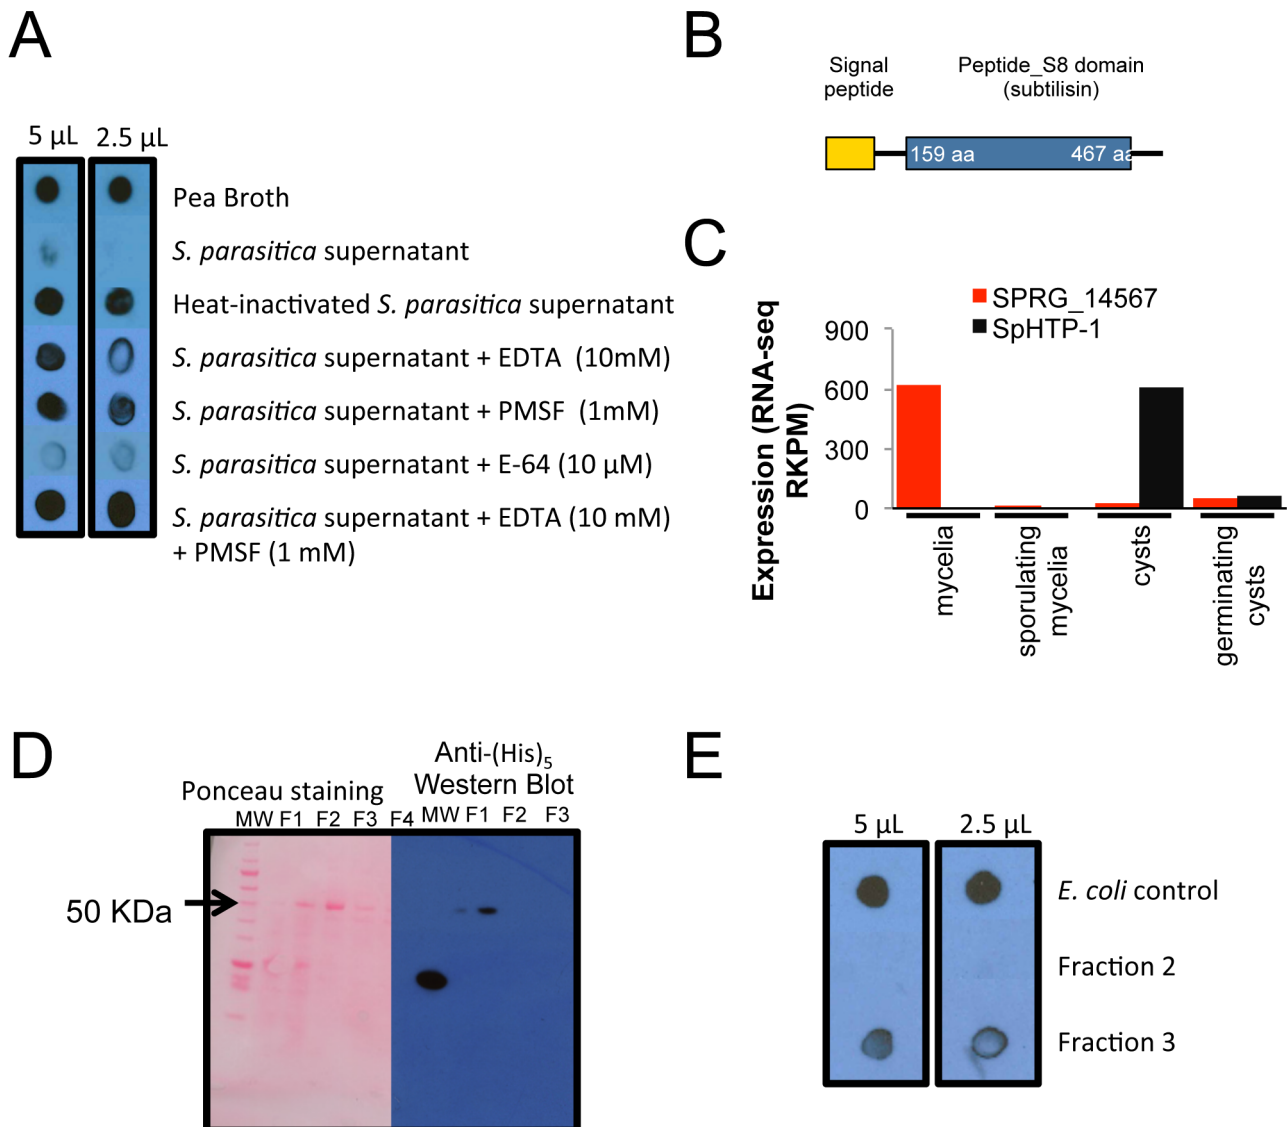 A
5 µL 2.5 µL
Pea Broth
S. parasitica supernatant
Heat-inactivated S. parasitica supernatant
S. parasitica supernatant + EDTA (10mM)
S. parasitica supernatant + PMSF (1mM)
S. parasitica supernatant + E-64 (10 µM)
S. parasitica supernatant + EDTA (10 mM)
+ PMSF (1 mM)
B
Signal
peptide
Peptide_S8 domain
(subtilisin)
159 aa 467 aa
C
SPRG_14567
SpHTP-1
Expression (RNA-seq
RKPM)
900
600
300
0
mycelia
sporulating
mycelia
cysts
germinating
cysts
D
Ponceau staining
Anti-(His)5
Western Blot
MW F1 F2 F3 F4 MW F1 F2 F3
50 KDa
E
5 µL 2.5 µL
E. coli control
Fraction 2
Fraction 3